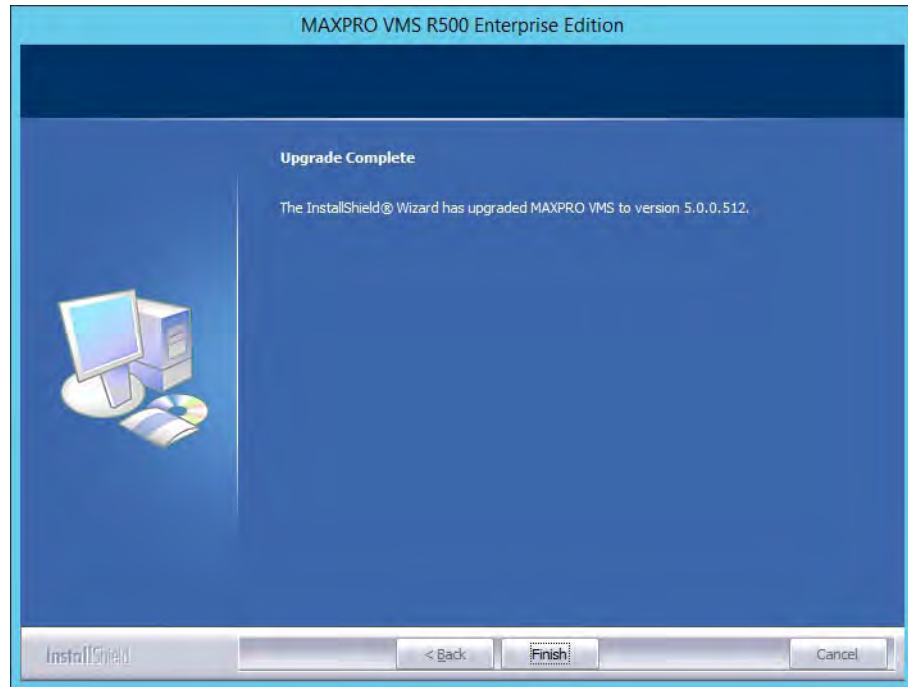 MAXPRO VMS R500 Enterprise Edition
Upgrade Complete
The InstallShield® Wizard has upgraded MAXPRO VMS to version 5.0.0.512.
InstallShield
< Back
Finish
Cancel